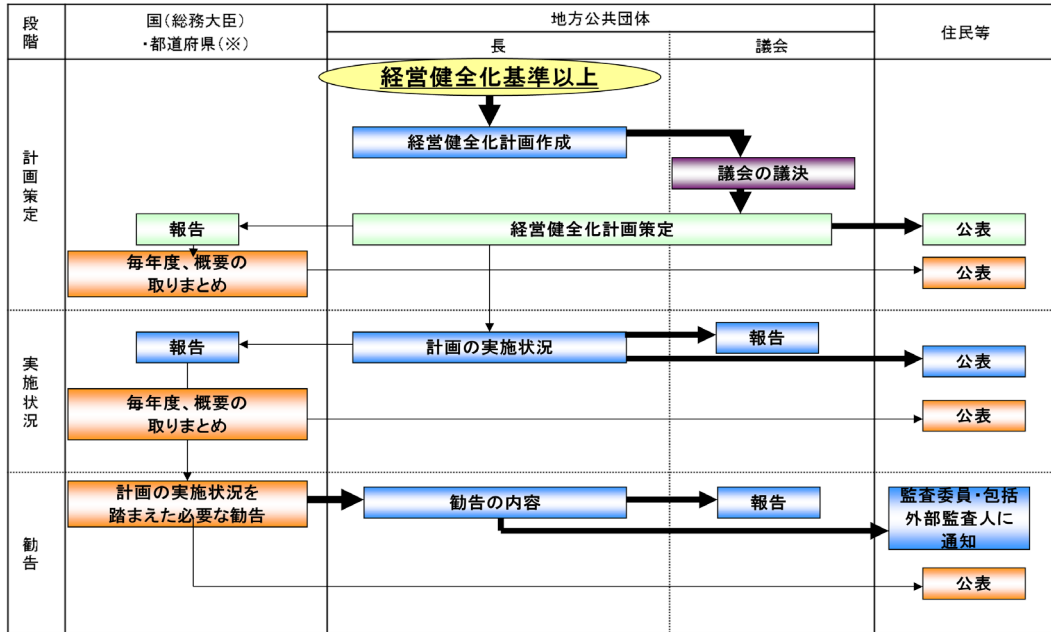 段階
国(総務大臣)
・都道府県(※)
地方公共団体
長
議会
住民等
計画策定
経営健全化基準以上
経営健全化計画作成
議会の議決
報告
経営健全化計画策定
公表
毎年度、概要の
取りまとめ
公表
実施状況
報告
計画の実施状況
報告
公表
毎年度、概要の
取りまとめ
公表
勧告
計画の実施状況を
踏まえた必要な勧告
勧告の内容
報告
監査委員・包括
外部監査人に
通知
公表